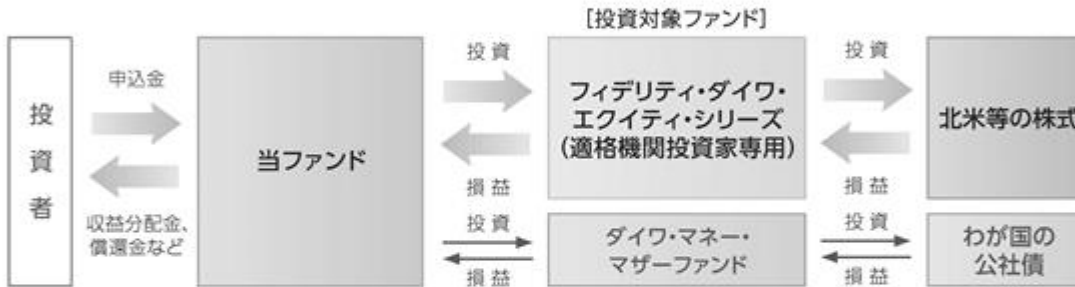 [投資対象ファンド]
投資者
申込金
収益分配金、
償還金など
当ファンド
投資
損益
投資
損益
フィデリティ・ダイワ・
エクイティ・シリーズ
(適格機関投資家専用)
ダイワ・マネー・
マザーファンド
投資
損益
投資
損益
北米等の株式
わが国の
公社債